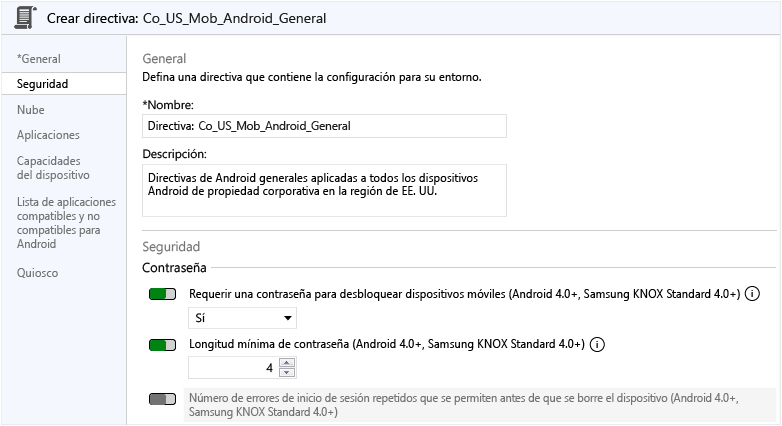 Crear directiva: Co_US_Mob_Android_General
*General
Seguridad
Nube
Aplicaciones
Capacidades
del dispositivo
Lista de aplicaciones
compatibles y no
compatibles para
Android
Quiosco
General
Defina una directiva que contiene la configuración para su entorno.
*Nombre:
Directiva: Co_US_Mob_Android_General
Descripción:
Directivas de Android generales aplicadas a todos los dispositivos
Android de propiedad corporativa en la región de EE. UU.
Seguridad
Contraseña
Requerir una contraseña para desbloquear dispositivos móviles (Android 4.0+, Samsung KNOX Standard 4.0+)
Sí
Longitud mínima de contraseña (Android 4.0+, Samsung KNOX Standard 4.0+)
4
Número de errores de inicio de sesión repetidos que se permiten antes de que se borre el dispositivo (Android 4.0+,
Samsung KNOX Standard 4.0+)